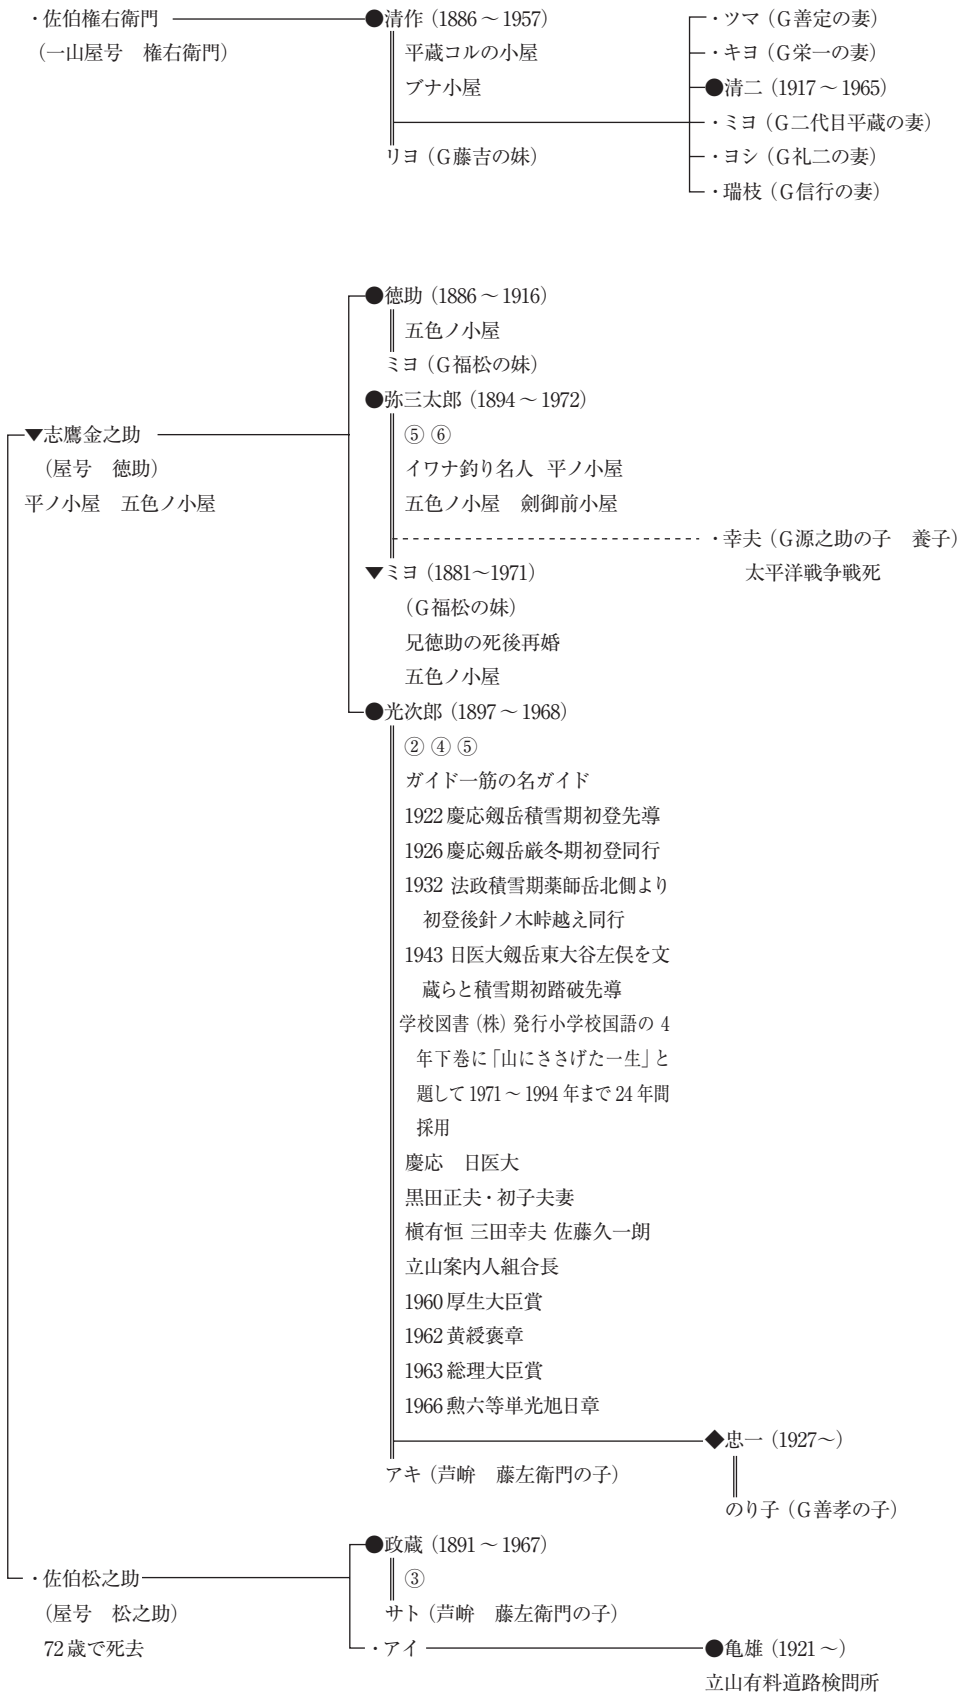 ・佐伯権右衛門
(一山屋号　権右衛門)
●清作 (1886 ～ 1957)
平蔵コルの小屋
ブナ小屋
リヨ (G藤吉の妹)
・ツマ (G善定の妻)
・キヨ (G栄一の妻)
●清二 (1917 ～ 1965)
・ミヨ (G二代目平蔵の妻)
・ヨシ (G礼二の妻)
・瑞枝 (G信行の妻)
▼志鷹金之助
(屋号　徳助)
平ノ小屋　五色ノ小屋
●徳助 (1886 ～ 1916)
五色ノ小屋
ミヨ (G福松の妹)
●弥三太郎 (1894 ～ 1972)
⑤ ⑥
イワナ釣り名人　平ノ小屋
五色ノ小屋　劍御前小屋
・幸夫 (G源之助の子　養子)
太平洋戦争戦死
▼ミヨ (1881～1971)
(G福松の妹)
兄徳助の死後再婚
五色ノ小屋
●光次郎 (1897 ～ 1968)
② ④ ⑤
ガイド一筋の名ガイド
1922 慶応剱岳積雪期初登先導
1926 慶応剱岳厳冬期初登同行
1932 法政積雪期薬師岳北側より
初登後針ノ木峠越え同行
1943 日医大剱岳東大谷左俣を文
蔵らと積雪期初踏破先導
学校図書 (株) 発行小学校国語の 4
年下巻に「山にささげた一生」と
題して 1971 ～ 1994 年まで 24 年間
採用
慶応　日医大
黒田正夫・初子夫妻
槇有恒 三田幸夫 佐藤久一朗
立山案内人組合長
1960 厚生大臣賞
1962 黄綬褒章
1963 総理大臣賞
1966 勲六等単光旭日章
アキ (芦峅　藤左衛門の子)
◆忠一 (1927～)
のり子 (G善孝の子)
・佐伯松之助
(屋号　松之助)
72 歳で死去
●政蔵 (1891 ～ 1967)
③
サト (芦峅　藤左衛門の子)
・アイ
●亀雄 (1921 ～)
立山有料道路検問所